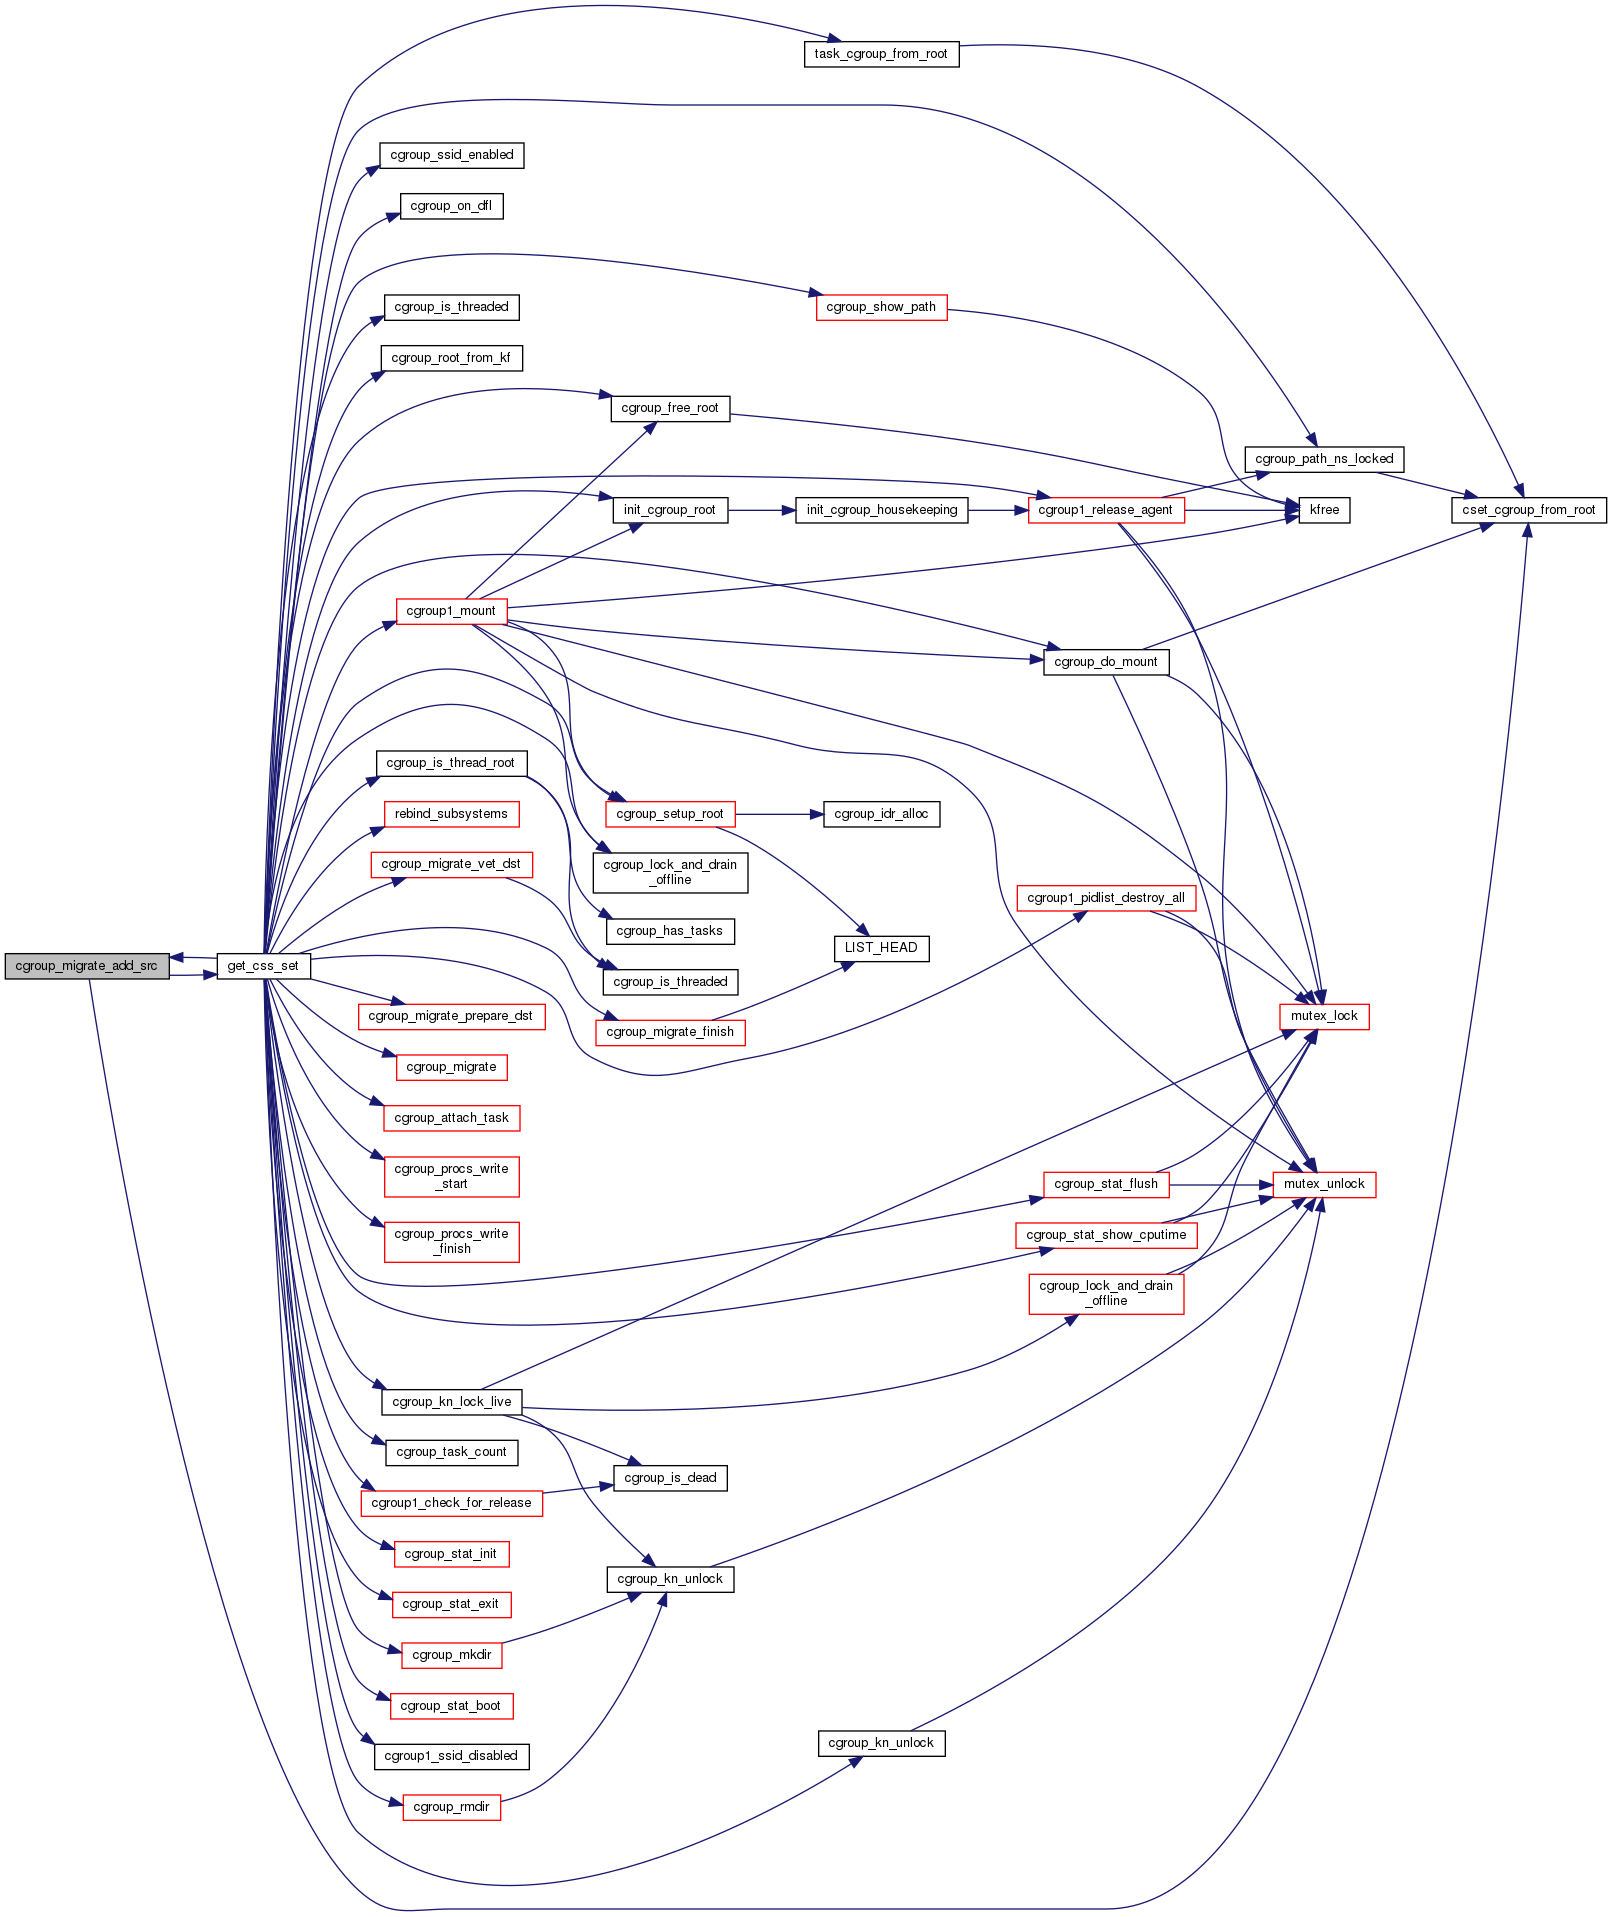 task_cgroup_from_root
cgroup_ssid_enabled
cgroup_on_dfl
cgroup_is_threaded
cgroup_show_path
cgroup_root_from_kf
cgroup_free_root
cgroup_path_ns_locked
init_cgroup_root
init_cgroup_housekeeping
cgroup1_release_agent
kfree
cset_cgroup_from_root
cgroup1_mount
cgroup_do_mount
cgroup_is_thread_root
rebind_subsystems
cgroup_setup_root
cgroup_idr_alloc
cgroup_migrate_vet_dst
cgroup_lock_and_drain
_offline
cgroup1_pidlist_destroy_all
cgroup_has_tasks
LIST_HEAD
cgroup_migrate_add_src
get_css_set
cgroup_is_threaded
cgroup_migrate_prepare_dst
cgroup_migrate_finish
mutex_lock
cgroup_migrate
cgroup_attach_task
cgroup_procs_write
_start
cgroup_stat_flush
mutex_unlock
cgroup_procs_write
_finish
cgroup_stat_show_cputime
cgroup_lock_and_drain
_offline
cgroup_kn_lock_live
cgroup_task_count
cgroup_is_dead
cgroup1_check_for_release
cgroup_stat_init
cgroup_kn_unlock
cgroup_stat_exit
cgroup_mkdir
cgroup_stat_boot
cgroup_kn_unlock
cgroup1_ssid_disabled
cgroup_rmdir